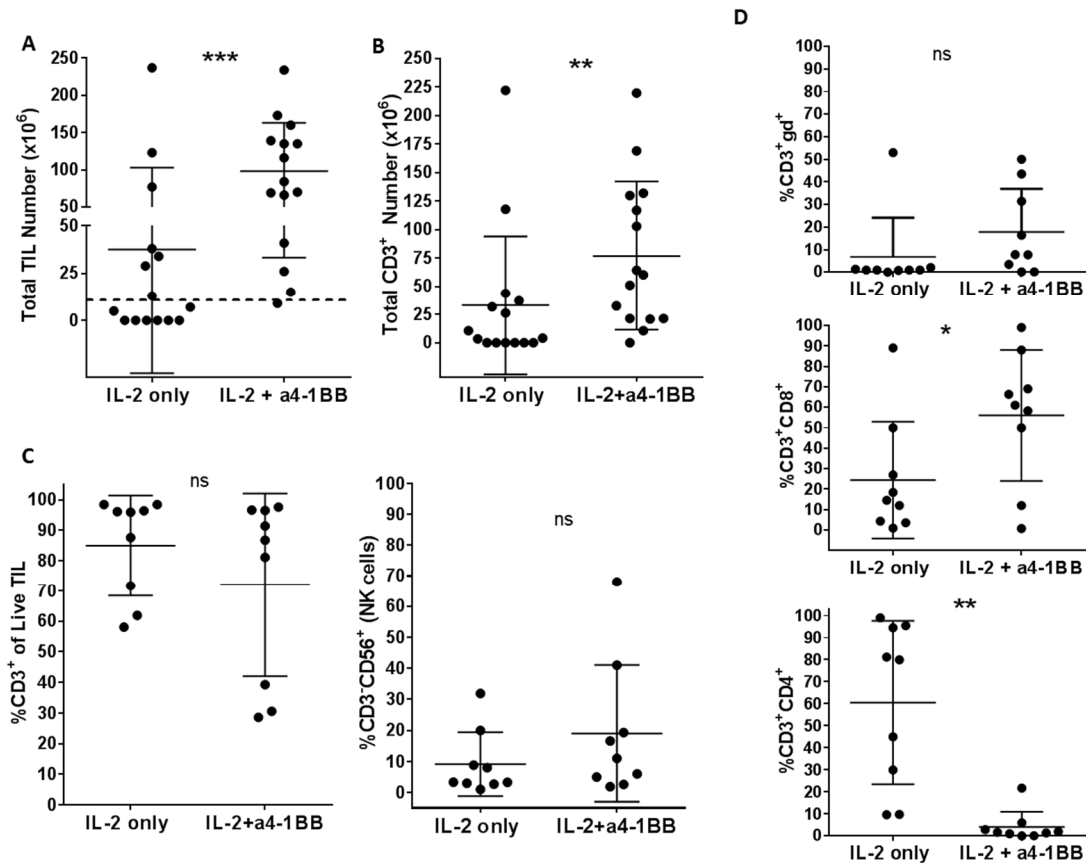 A
***
Total TIL Number (x10⁶)
250
200
150
100
50
50
25
0
IL-2 only
IL-2 + a4-1BB
B
**
Total CD3⁺ Number (x10⁶)
250
225
200
175
150
125
100
75
50
25
0
IL-2 only
IL-2+a4-1BB
C
ns
%CD3⁺ of Live TIL
100
90
80
70
60
50
40
30
20
10
0
IL-2 only
IL-2+a4-1BB
ns
%CD3⁻CD56⁺ (NK cells)
100
90
80
70
60
50
40
30
20
10
0
IL-2 only
IL-2+a4-1BB
D
ns
%CD3⁺gd⁺
100
90
80
70
60
50
40
30
20
10
0
IL-2 only
IL-2 + a4-1BB
*
%CD3⁺CD8⁺
100
90
80
70
60
50
40
30
20
10
0
IL-2 only
IL-2 + a4-1BB
**
%CD3⁺CD4⁺
100
90
80
70
60
50
40
30
20
10
0
IL-2 only
IL-2 + a4-1BB